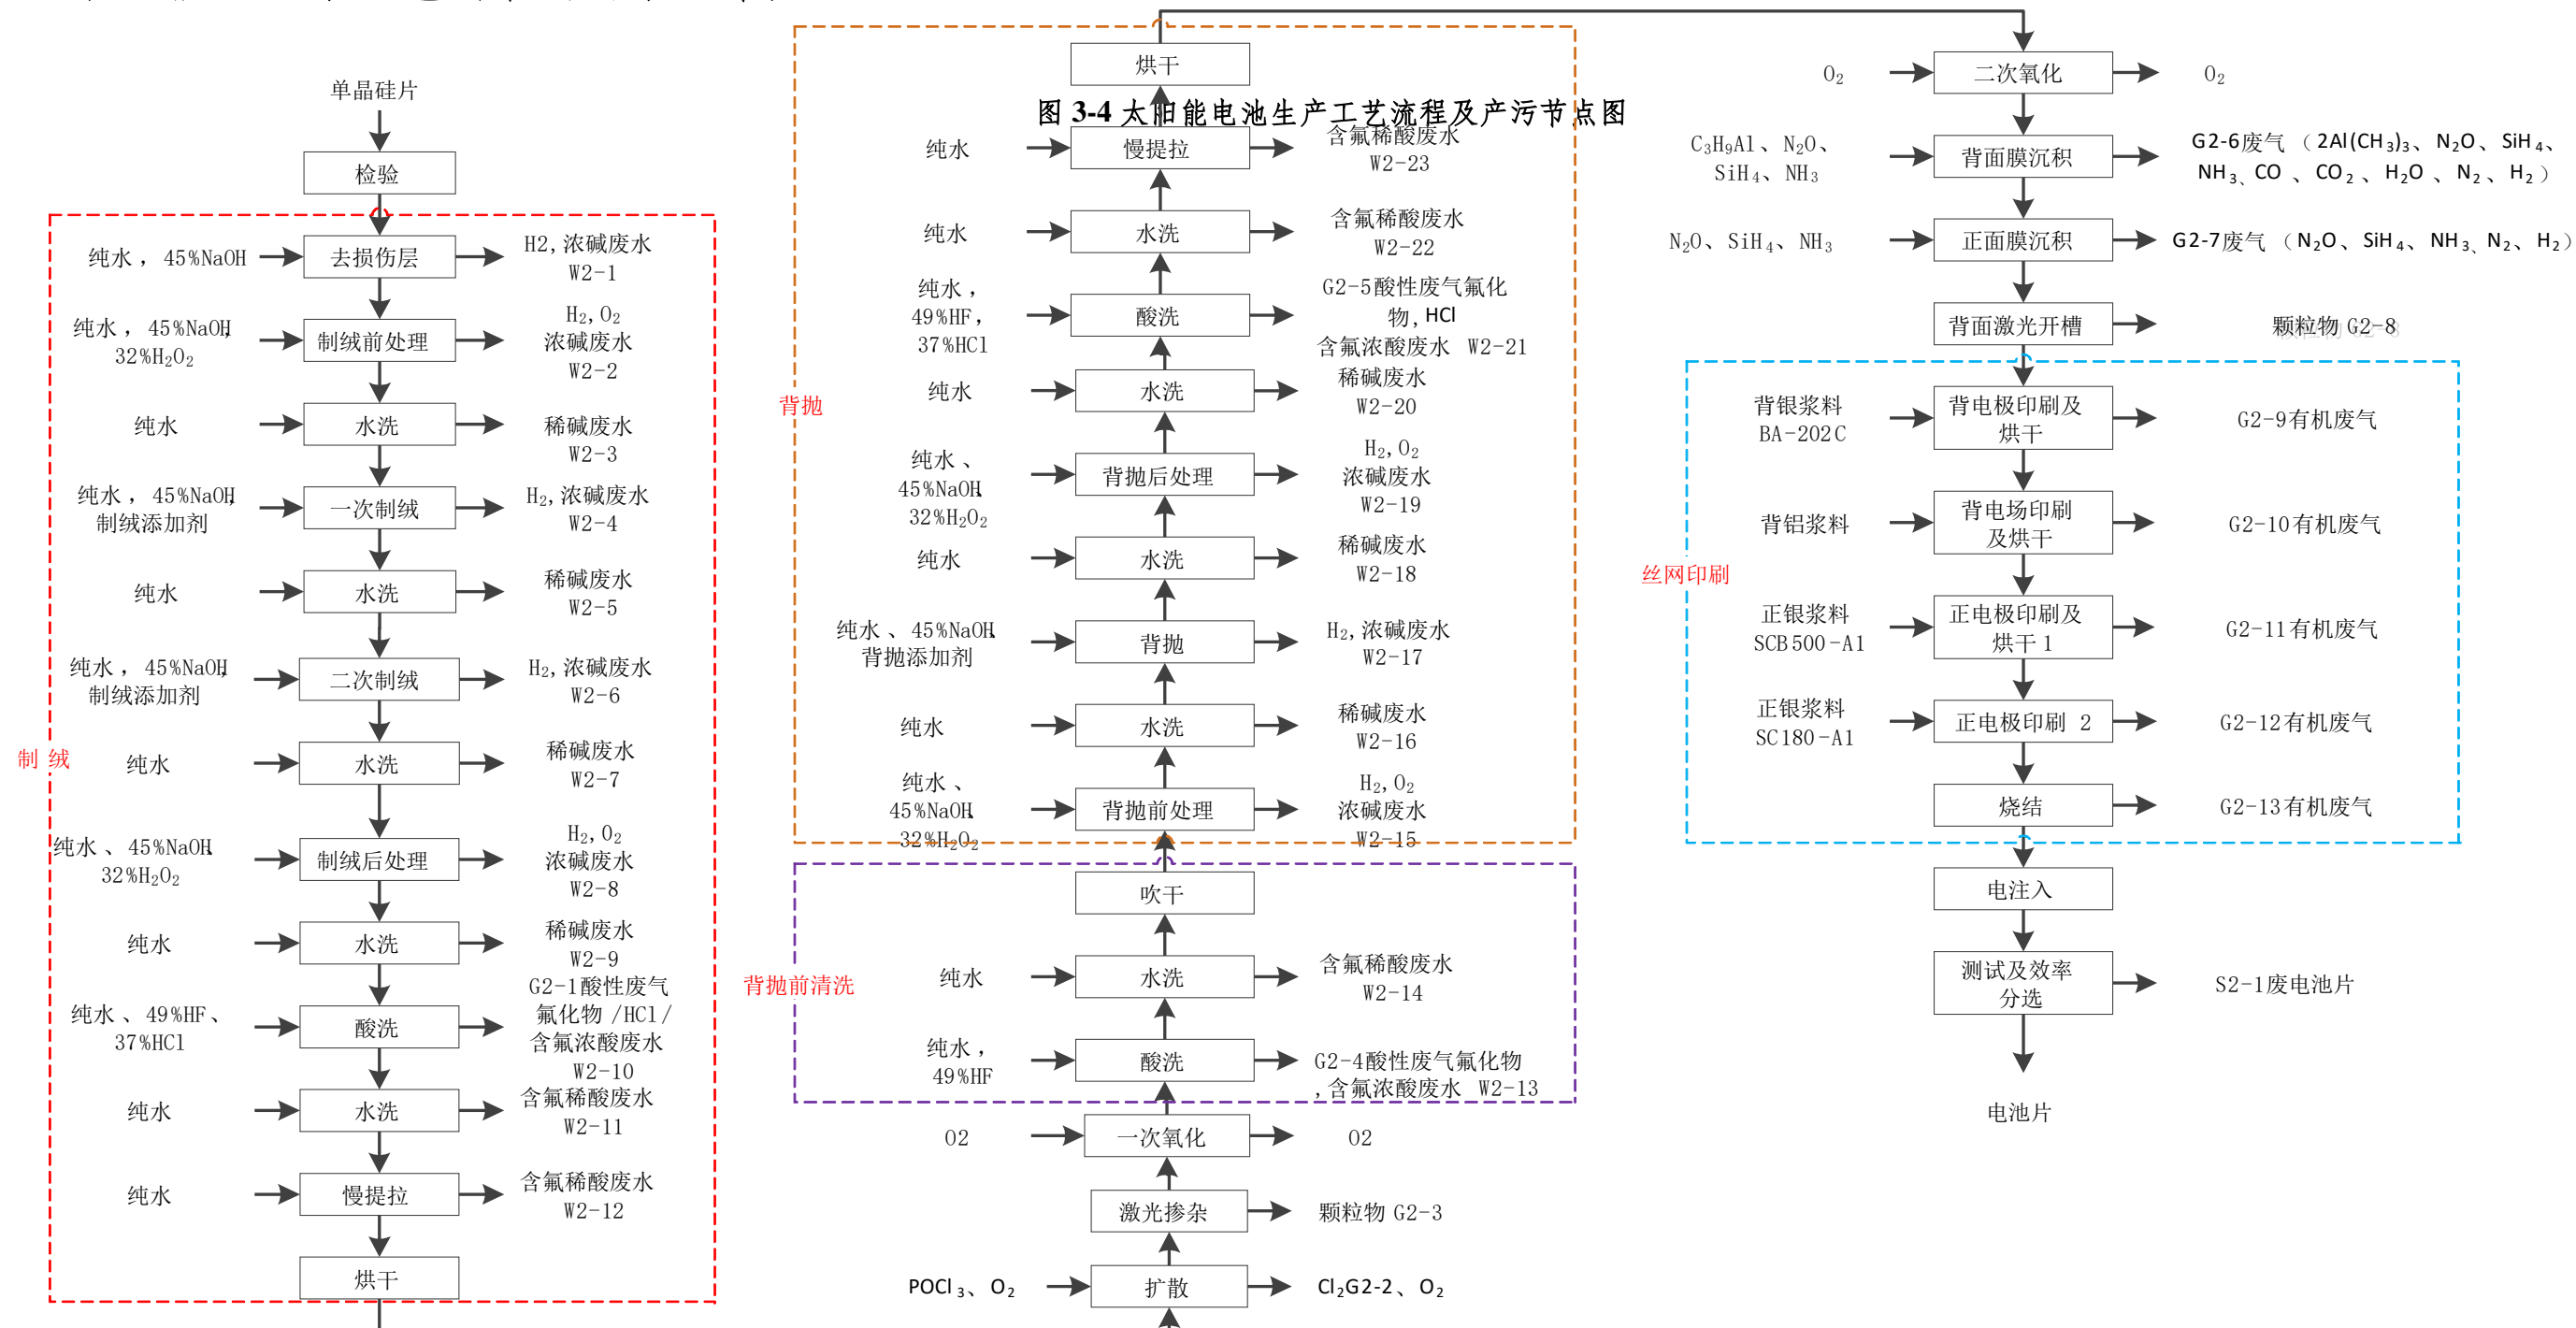 单晶硅片
检验
制 绒
纯水， 45%NaOH
去损伤层
H2,浓碱废水
W2-1
纯水， 45%NaOH,
32%H₂O₂
制绒前处理
H₂,O₂
浓碱废水
W2-2
纯水
水洗
稀碱废水
W2-3
纯水， 45%NaOH,
制绒添加剂
一次制绒
H₂,浓碱废水
W2-4
纯水
水洗
稀碱废水
W2-5
纯水， 45%NaOH,
制绒添加剂
二次制绒
H₂,浓碱废水
W2-6
纯水
水洗
稀碱废水
W2-7
纯水、45%NaOH、
32%H₂O₂
制绒后处理
H₂,O₂
浓碱废水
W2-8
纯水
水洗
稀碱废水
W2-9
纯水、49%HF、
37%HCl
酸洗
G2-1酸性废气
氟化物 /HCl/
含氟浓酸废水
W2-10
纯水
水洗
含氟稀酸废水
W2-11
纯水
慢提拉
含氟稀酸废水
W2-12
烘干
烘干
图 3-4 太阳能电池生产工艺流程及产污节点图
纯水
慢提拉
含氟稀酸废水
W2-23
纯水
水洗
含氟稀酸废水
W2-22
纯水，
49%HF，
37%HCl
酸洗
G2-5酸性废气氟化
物, HCl
含氟浓酸废水 W2-21
背抛
纯水
水洗
稀碱废水
W2-20
纯水、
45%NaOH、
32%H₂O₂
背抛后处理
H₂,O₂
浓碱废水
W2-19
纯水
水洗
稀碱废水
W2-18
纯水、45%NaOH、
背抛添加剂
背抛
H₂,浓碱废水
W2-17
纯水
水洗
稀碱废水
W2-16
纯水、
45%NaOH、
32%H₂O₂
背抛前处理
H₂,O₂
浓碱废水
W2-15
吹干
背抛前清洗
纯水
水洗
含氟稀酸废水
W2-14
纯水，
49%HF
酸洗
G2-4酸性废气氟化物
,含氟浓酸废水 W2-13
O2
一次氧化
O2
激光掺杂
颗粒物 G2-3
POCl₃、O₂
扩散
Cl₂G2-2、O₂
O₂
二次氧化
O₂
C₃H₉Al、N₂O、
SiH₄、NH₃
背面膜沉积
G2-6废气（2Al(CH₃)₃、N₂O、SiH₄、
NH₃、CO、CO₂、H₂O、N₂、H₂）
N₂O、SiH₄、NH₃
正面膜沉积
G2-7废气（N₂O、SiH₄、NH₃、N₂、H₂）
背面激光开槽
颗粒物 G2-8
丝网印刷
背银浆料
BA-202C
背电极印刷及
烘干
G2-9有机废气
背铝浆料
背电场印刷
及烘干
G2-10有机废气
正银浆料
SCB500-A1
正电极印刷及
烘干 1
G2-11有机废气
正银浆料
SC180-A1
正电极印刷 2
G2-12有机废气
烧结
G2-13有机废气
电注入
测试及效率
分选
S2-1废电池片
电池片